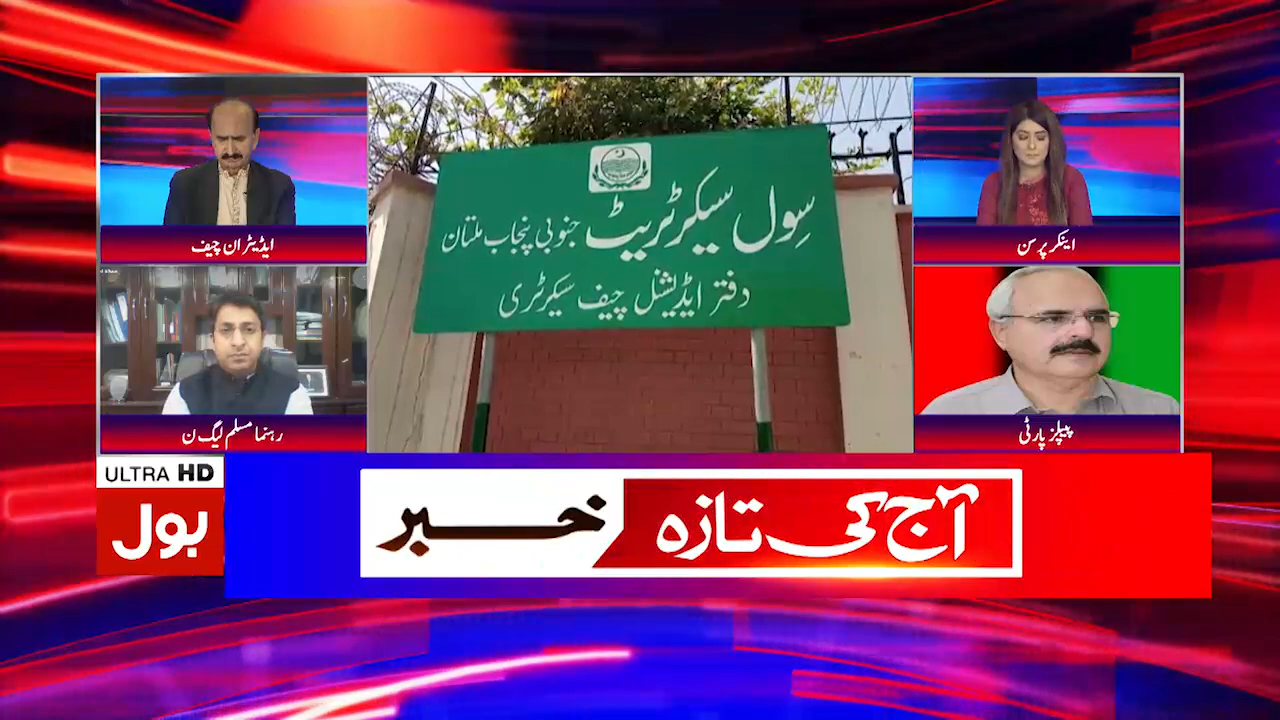 سِول سیکرٹریٹ جنوبی پنجاب ملتان
دفتر ایڈیشنل چیف سیکرٹری
ایڈیٹر ان چیف
اینکر پرسن
رہنما مسلم لیگ ن
پیپلز پارٹی
ULTRA HD
بول
آج کی تازہ خبر